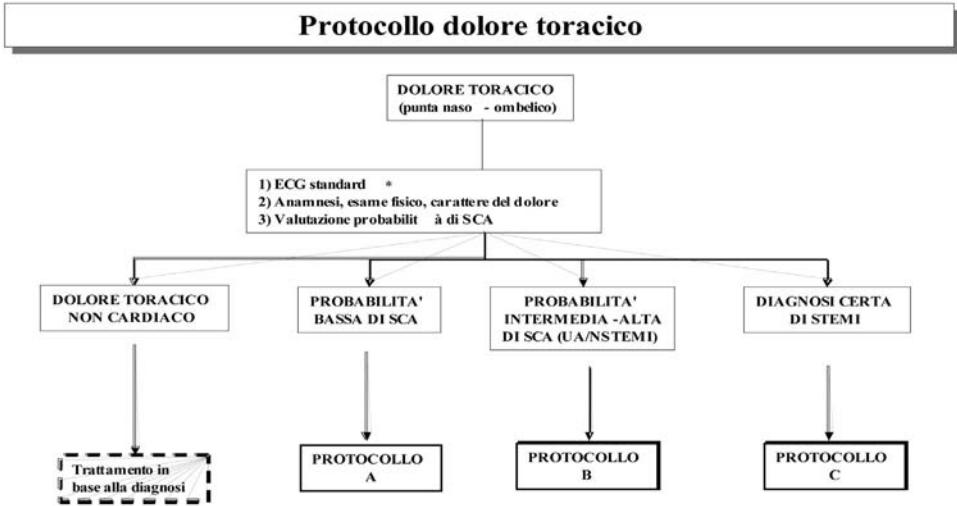 Protocollo dolore toracico
DOLORE TORACICO
(punta naso - ombelico)
1) ECG standard *
2) Anamnesi, esame fisico, carattere del dolore
3) Valutazione probabilit à di SCA
DOLORE TORACICO
NON CARDIACO
PROBABILITA'
BASSA DI SCA
PROBABILITA'
INTERMEDIA -ALTA
DI SCA (UA/NSTEMI)
DIAGNOSI CERTA
DI STEMI
Trattamento in
base alla diagnosi
PROTOCOLLO
A
PROTOCOLLO
B
PROTOCOLLO
C